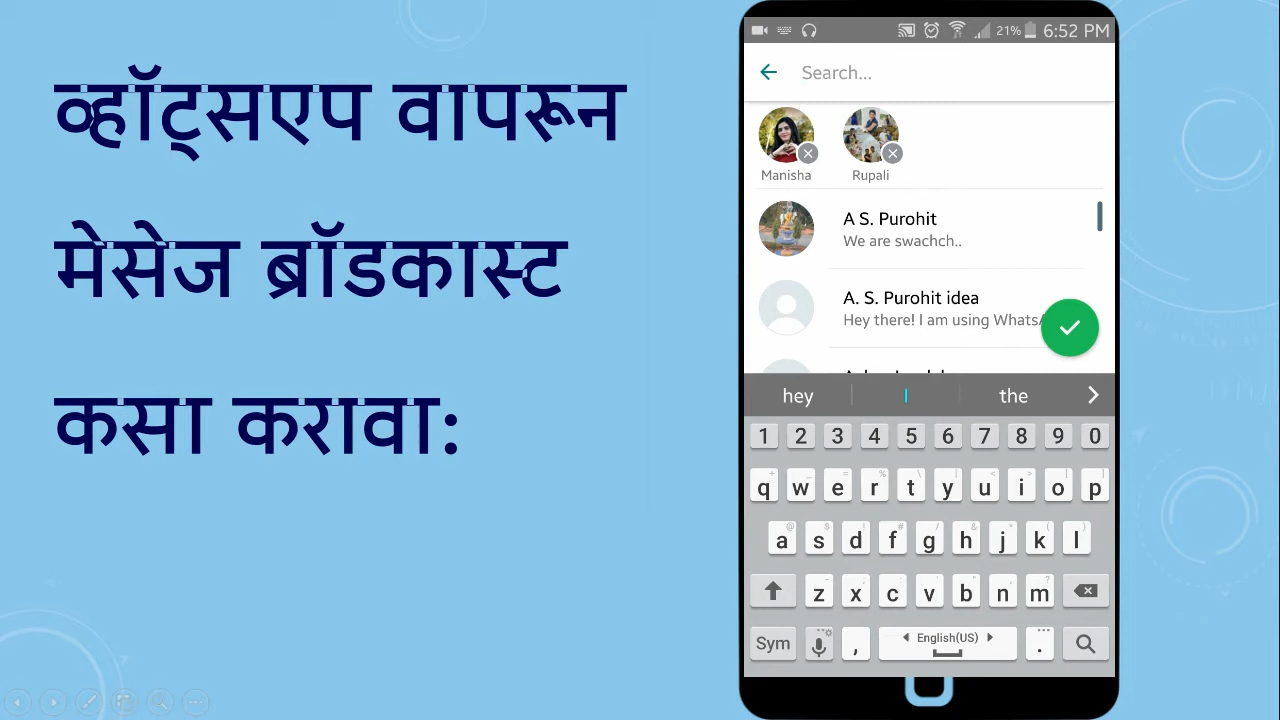 व्हॉट्सएप वापरून
मेसेज ब्रॉडकास्ट
कसा करावा:
21% 6:52 PM
Search...
Manisha Rupali
A S. Purohit
We are swachch..
A. S. Purohit idea
Hey there! I am using Whats
hey I the
1 2 3 4 5 6 7 8 9 0
q w e r t y u i o p
a s d f g h j k l
z x c v b n m
Sym , English(US) .